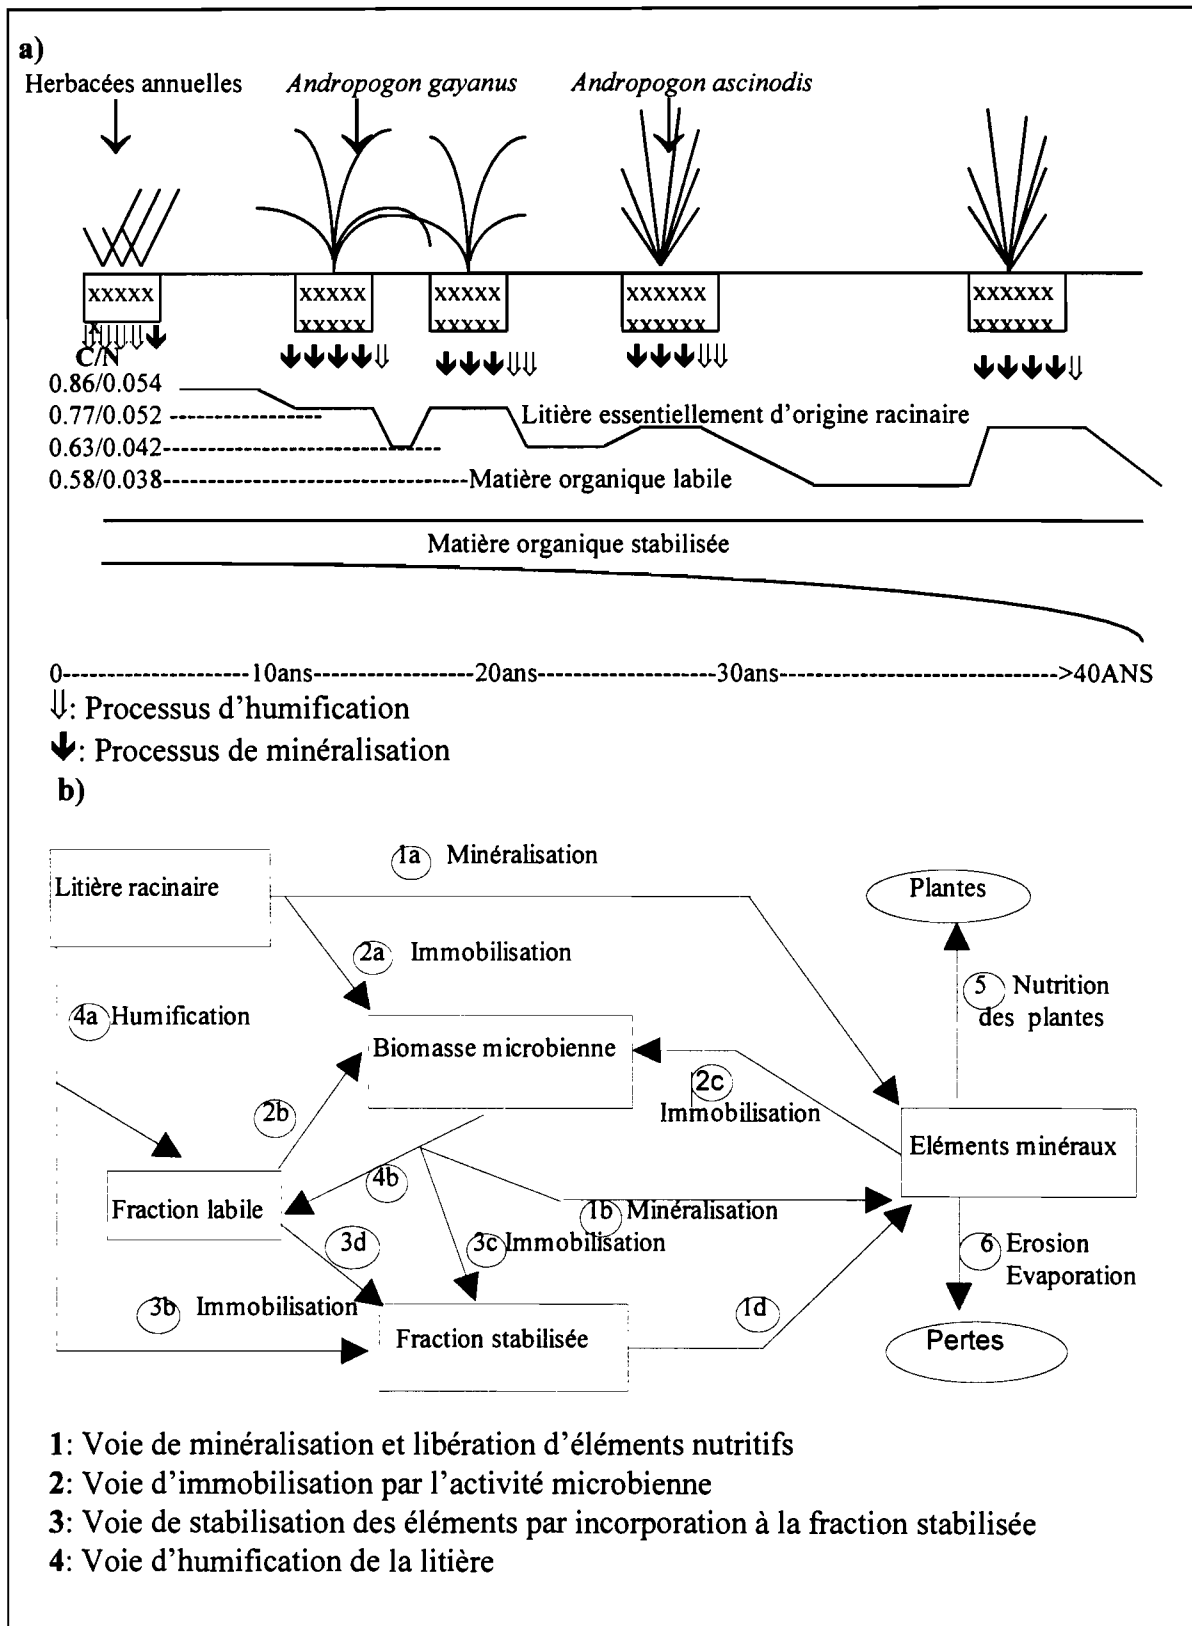 a)
Herbacées annuelles Andropogon gayanus Andropogon ascinodis
xxxxx xxxxx xxxxx xxxxxx xxxxxx
x xxxxx xxxxx xxxxxx xxxxxx
C/N
0.86/0.054
0.77/0.052 Litière essentiellement d'origine racinaire
0.63/0.042
0.58/0.038 Matière organique labile
Matière organique stabilisée
0 10ans 20ans 30ans >40ANS
⇓: Processus d'humification
🡇: Processus de minéralisation
b)
1a Minéralisation
Litière racinaire
Plantes
2a Immobilisation
5 Nutrition
des plantes
4a Humification
Biomasse microbienne
2c
Immobilisation
2b
Eléments minéraux
4b
Fraction labile
1b Minéralisation
3d
3c Immobilisation
6 Erosion
Evaporation
3b Immobilisation
1d
Fraction stabilisée
Pertes
1: Voie de minéralisation et libération d'éléments nutritifs
2: Voie d'immobilisation par l'activité microbienne
3: Voie de stabilisation des éléments par incorporation à la fraction stabilisée
4: Voie d'humification de la litière